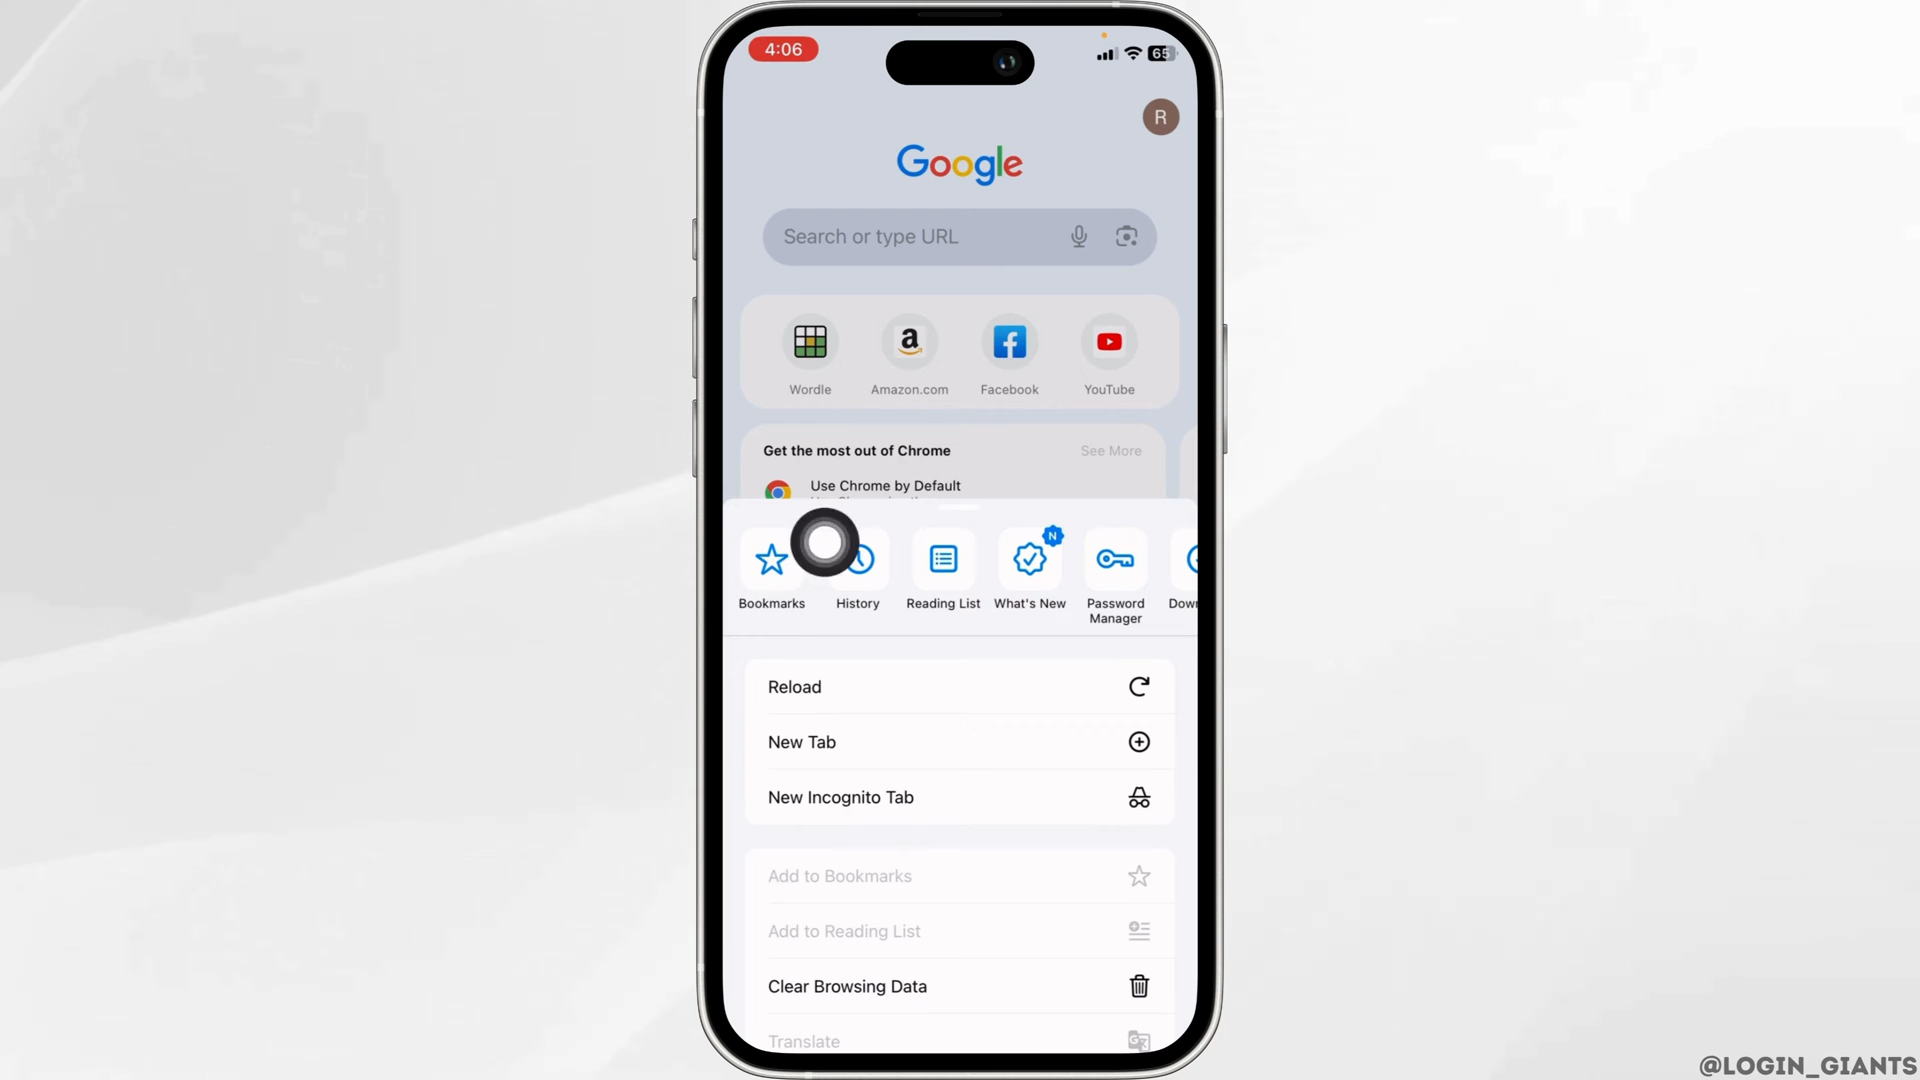 4:06
65
R
Google
Search or type URL
Wordle
Amazon.com
Facebook
YouTube
Get the most out of Chrome
See More
Use Chrome by Default
N
Bookmarks
History
Reading List
What's New
Password
Manager
Down
Reload
New Tab
New Incognito Tab
Add to Bookmarks
Add to Reading List
Clear Browsing Data
Translate
@LOGIN_GIANTS